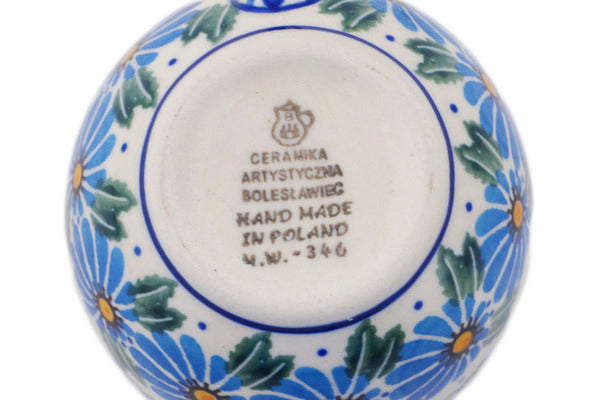 CERAMIKA
ARTYSTYCZNA
BOLESŁAWIEC
HAND MADE
IN POLAND
W.W.-346